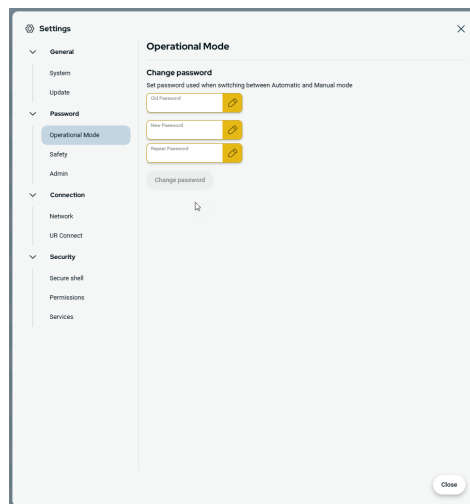 Settings
General
System
Update
Password
Operational Mode
Safety
Admin
Connection
Network
UR Connect
Security
Secure shell
Permissions
Services
Operational Mode
Change password
Set password used when switching between Automatic and Manual mode
Old Password
New Password
Repeat Password
Change password
Close